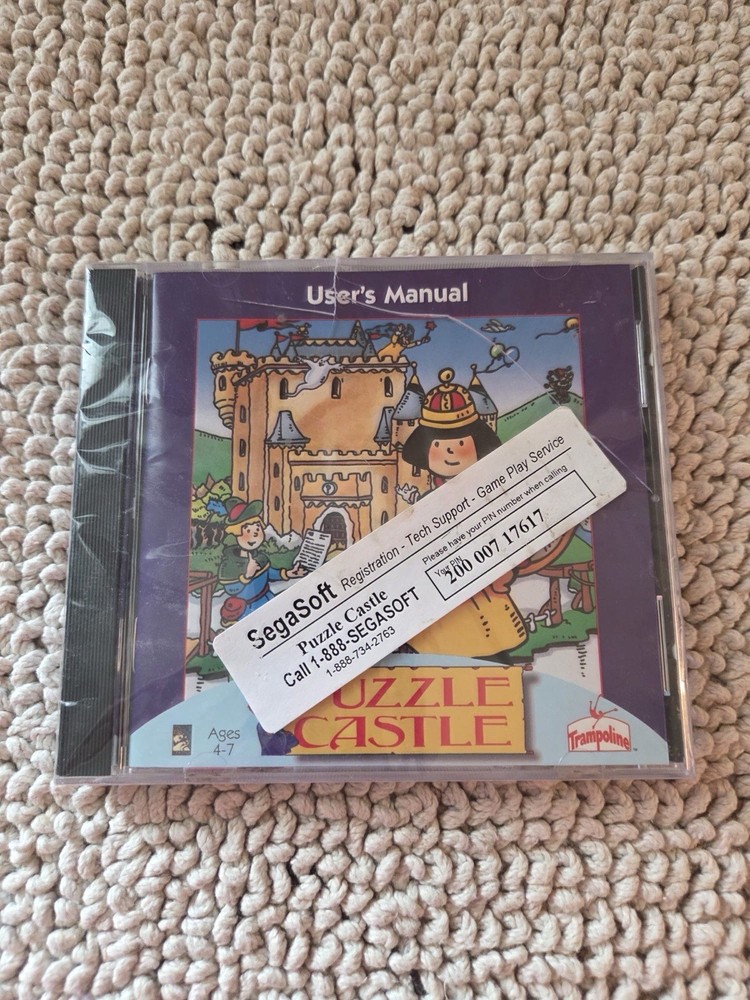 User's Manual
SegaSoft Registration - Tech Support - Game Play Service
Puzzle Castle
Please have your PIN number when calling
Call 1-888-SEGASOFT
Your PIN
200 007 17617
1-888-734-2763
UZZLE
CASTLE
Ages
4-7
Trampoline™